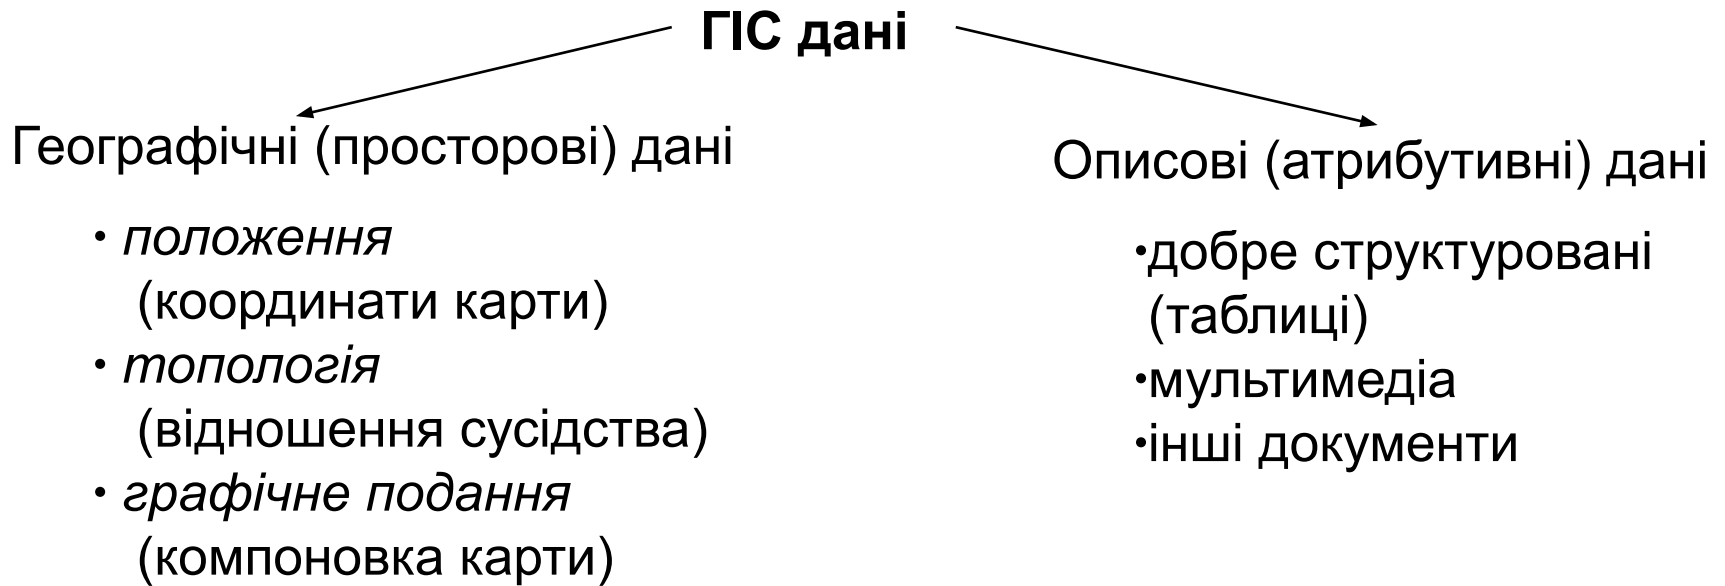 ГІС дані
Географічні (просторові) дані
• положення
(координати карти)
• топологія
(відношення сусідства)
• графічне подання
(компоновка карти)
Описові (атрибутивні) дані
•добре структуровані
(таблиці)
•мультимедіа
•інші документи